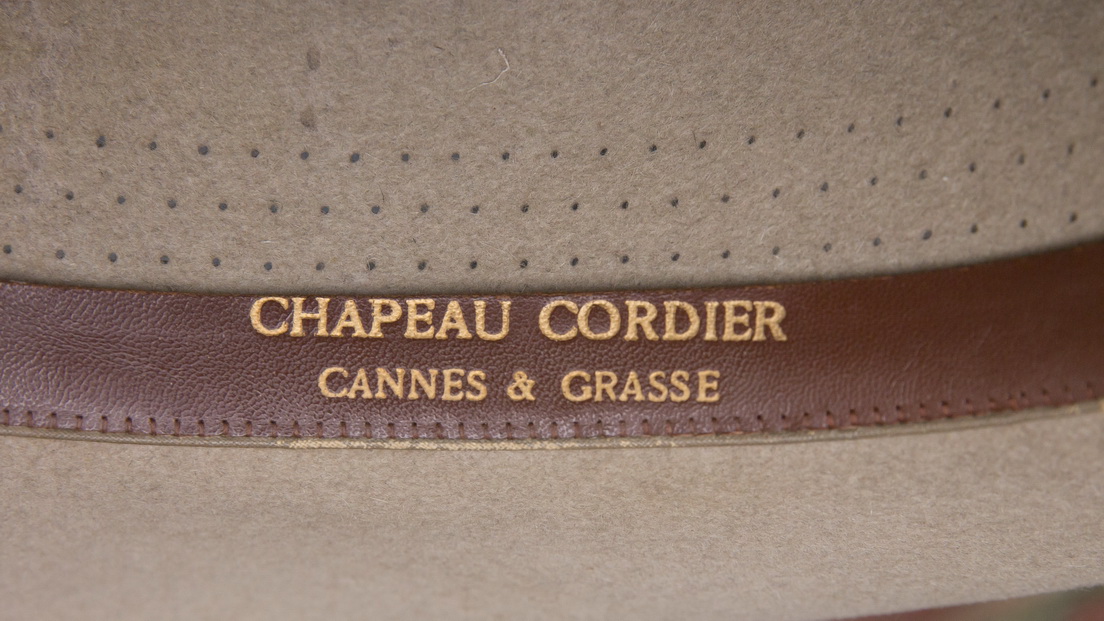 CHAPEAU CORDIER
CANNES & GRASSE